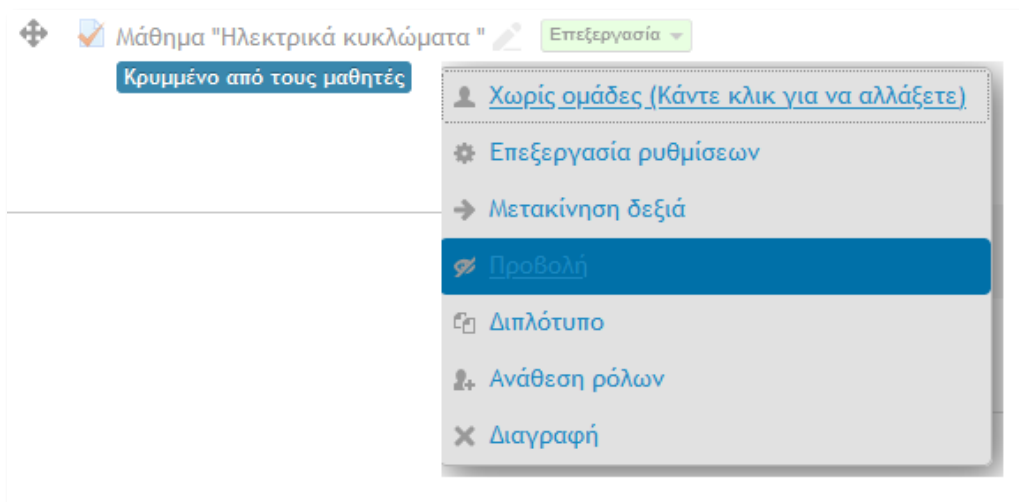 Μάθημα "Ηλεκτρικά κυκλώματα " Επεξεργασία
Κρυμμένο από τους μαθητές
Χωρίς ομάδες (Κάντε κλικ για να αλλάξετε)
Επεξεργασία ρυθμίσεων
Μετακίνηση δεξιά
Προβολή
Διπλότυπο
Ανάθεση ρόλων
Διαγραφή